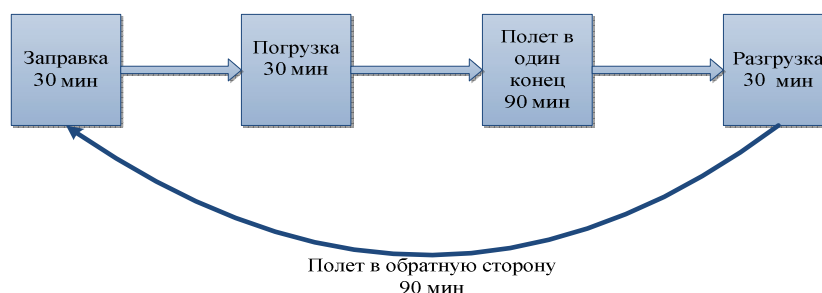 Заправка
30 мин
Погрузка
30 мин
Полет в
один
конец
90 мин
Разгрузка
30 мин
Полет в обратную сторону
90 мин